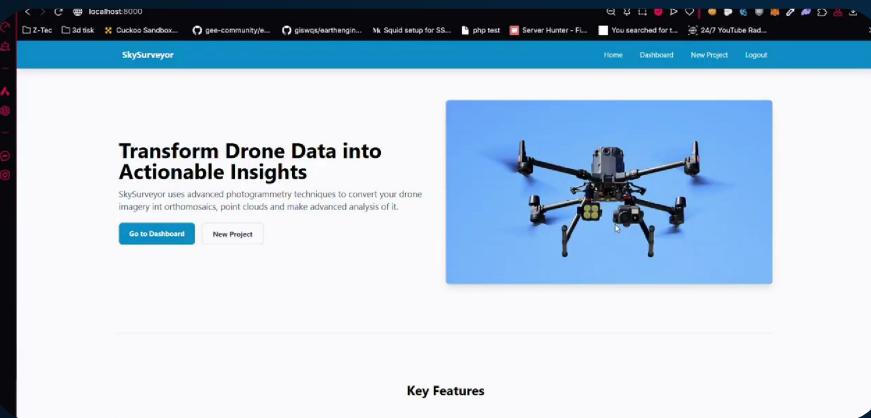 localhost:8000
Z-Tec 3d tisk Cuckoo Sandbox... gee-community/e... giswqs/earthengin... Squid setup for SS... php test Server Hunter - Fi... You searched for t... 24/7 YouTube Rad...
SkySurveyor Home Dashboard New Project Logout
Transform Drone Data into
Actionable Insights
SkySurveyor uses advanced photogrammetry techniques to convert your drone
imagery int orthomosaics, point clouds and make advanced analysis of it.
Go to Dashboard New Project
Key Features